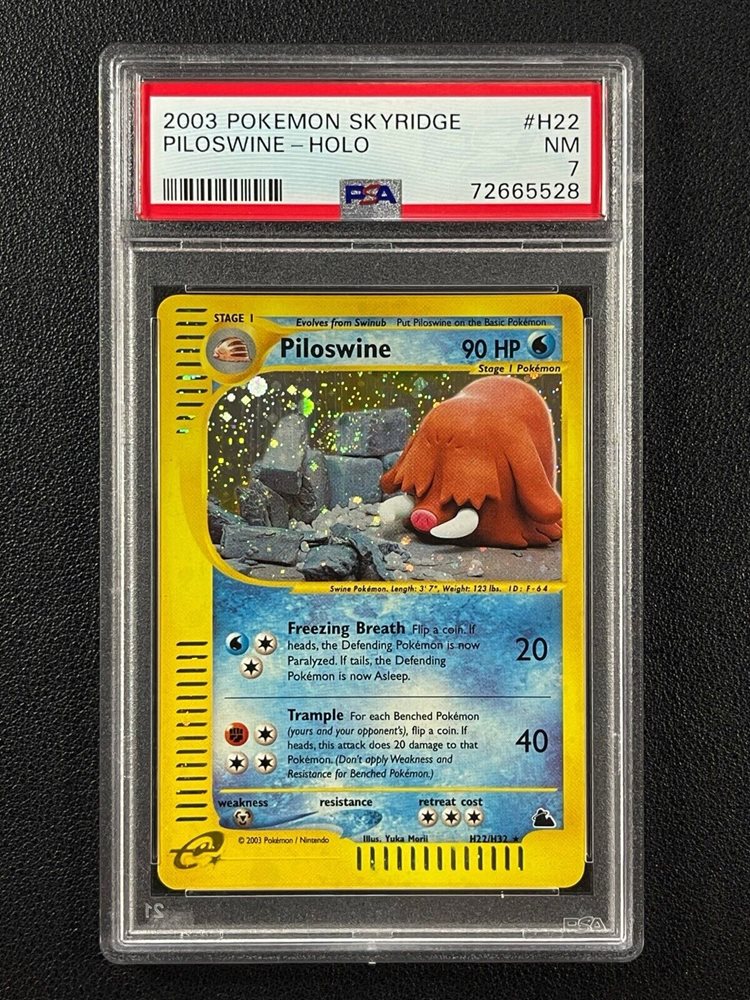 2003 POKEMON SKYRIDGE #H22
PILOSWINE - HOLO NM
7
PSA 72665528
STAGE 1 Evolves from Swinub Put Piloswine on the Basic Pokémon
Piloswine 90 HP
Stage 1 Pokémon
Swine Pokémon. Length: 3' 7", Weight: 123 lbs. ID: F-64
Freezing Breath Flip a coin. If
heads, the Defending Pokémon is now
Paralyzed. If tails, the Defending
Pokémon is now Asleep.
20
Trample For each Benched Pokémon
(yours and your opponent's), flip a coin. If
heads, this attack does 20 damage to that
Pokémon. (Don't apply Weakness and
Resistance for Benched Pokémon.)
40
weakness resistance retreat cost
e
© 2003 Pokémon / Nintendo Illus. Yuka Morii H22/H32 ★
21 PSA